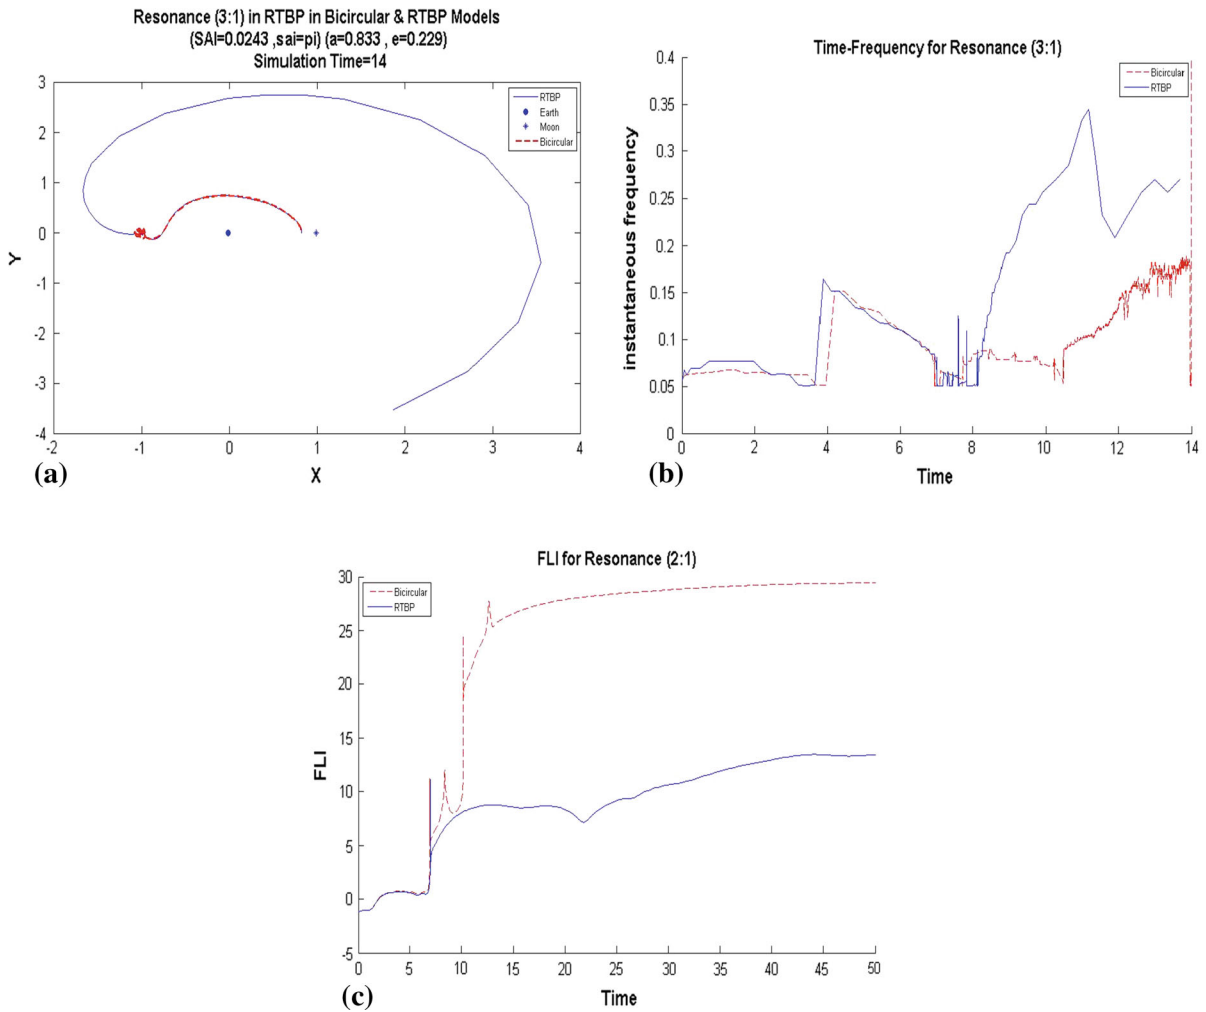 Resonance (3:1) in RTBP in Bicircular & RTBP Models
(SAI=0.0243 ,sai=pi) (a=0.833 , e=0.229)
Simulation Time=14
3
2
1
0
-1
-2
-3
-4
-2
-1
0
1
2
3
4
Y
X
RTBP
Earth
Moon
Bicircular
(a)
Time-Frequency for Resonance (3:1)
0.4
0.35
0.3
0.25
0.2
0.15
0.1
0.05
0
0
2
4
6
8
10
12
14
instantaneous frequency
Time
Bicircular
RTBP
(b)
FLI for Resonance (2:1)
30
25
20
15
10
5
0
-5
0
5
10
15
20
25
30
35
40
45
50
FLI
Time
Bicircular
RTBP
(c)